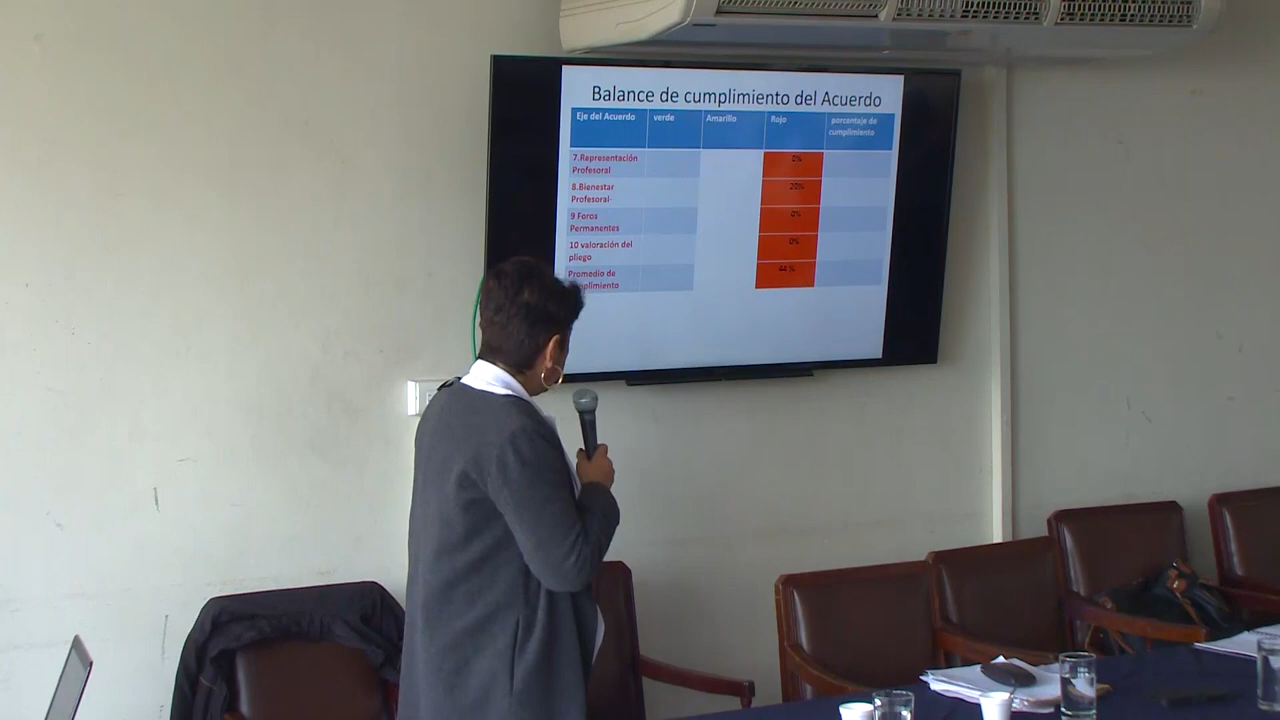 Balance de cumplimiento del Acuerdo
Eje del Acuerdo verde Amarillo Rojo porcentaje de
cumplimiento
7.Representación 0%
Profesoral
8.Bienestar 20%
Profesoral-
9 Foros 0%
Permanentes
10 valoración del 0%
pliego
Promedio de 44 %